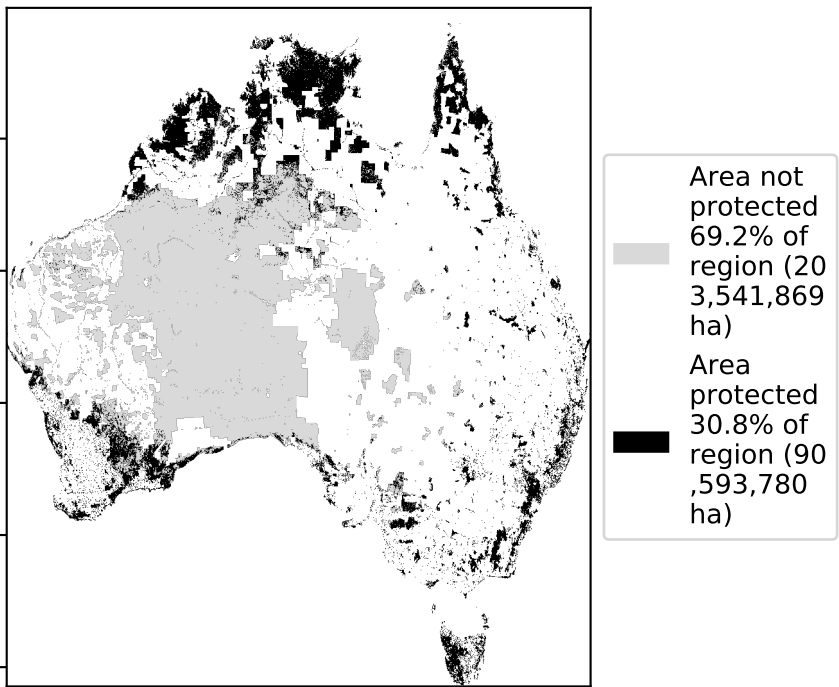 Area not
protected
69.2% of
region (20
3,541,869
ha)
Area
protected
30.8% of
region (90
,593,780
ha)